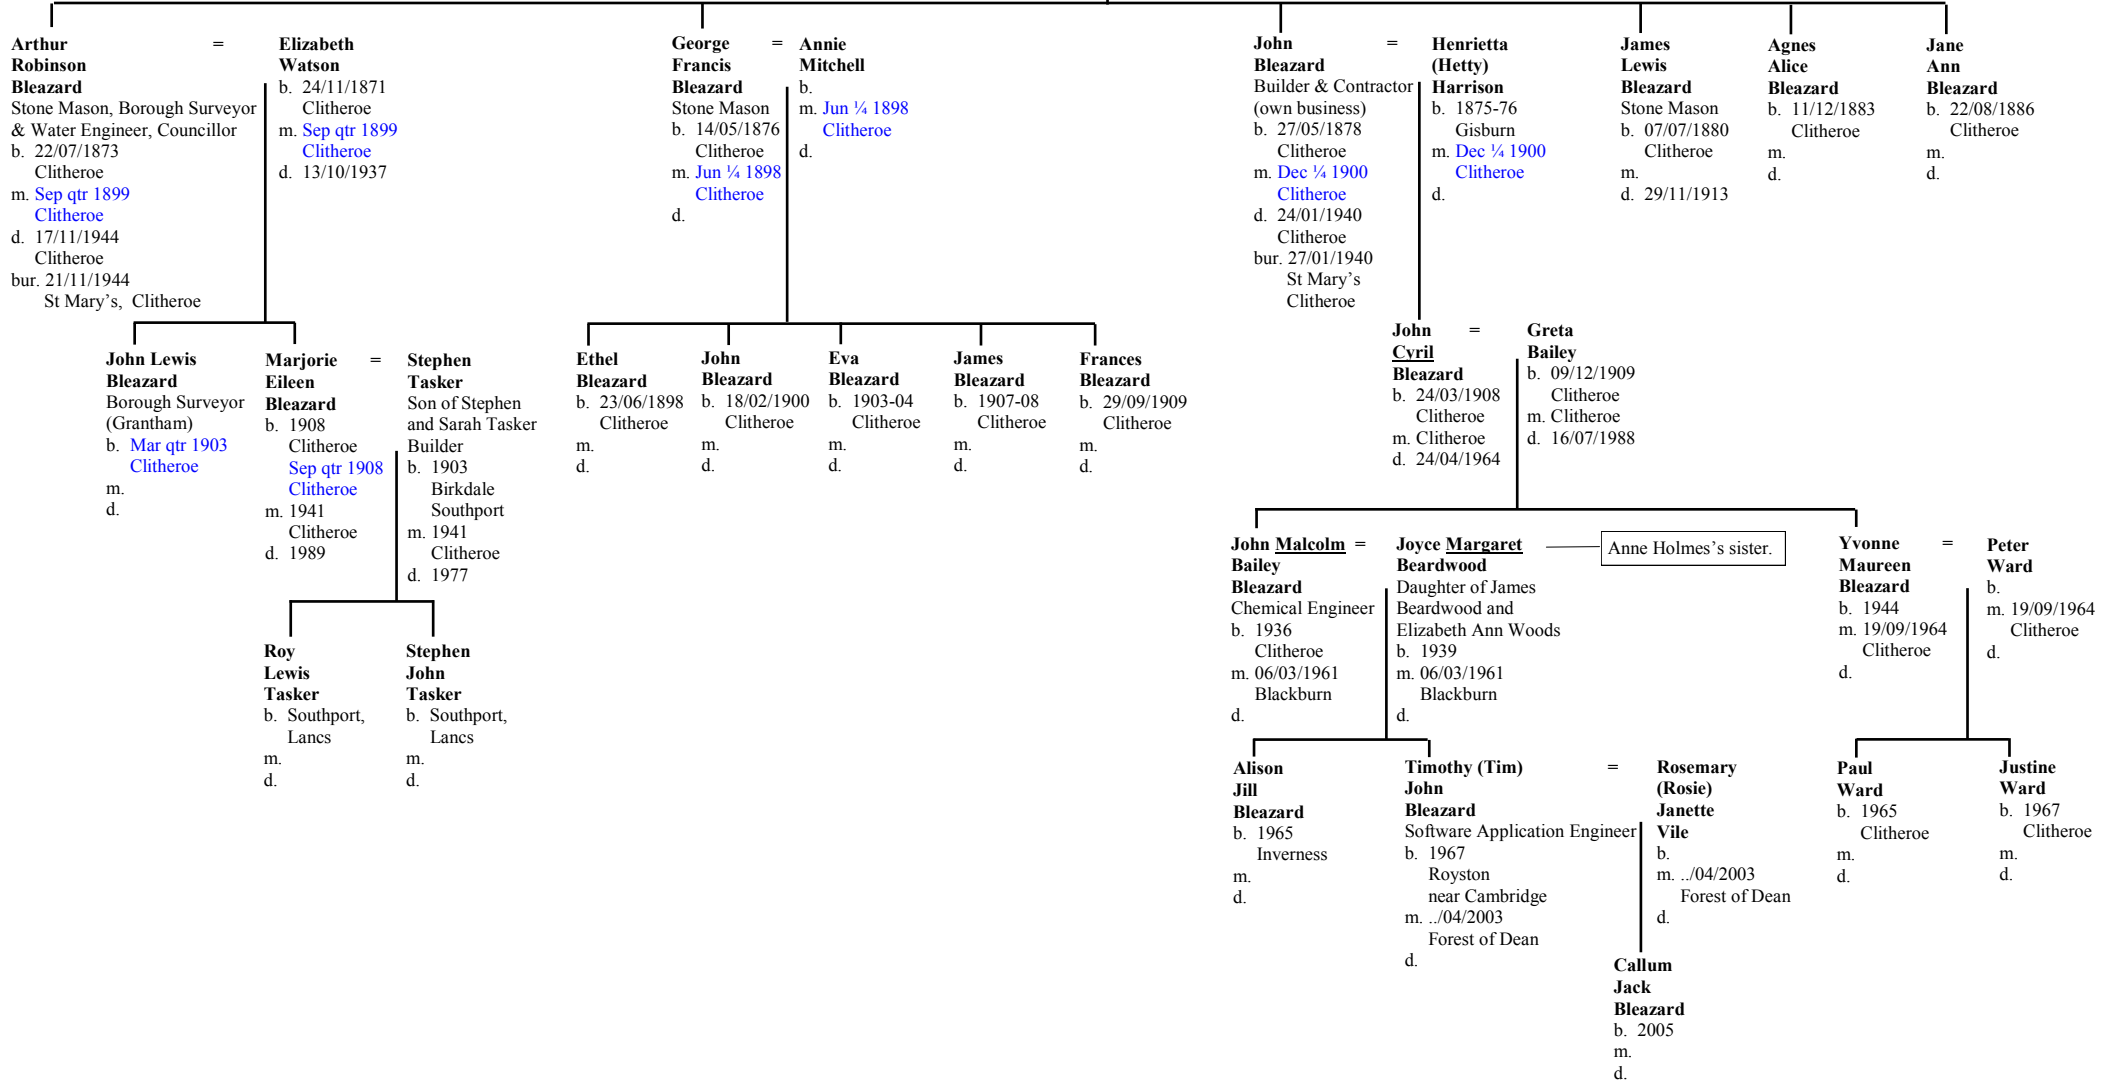 Arthur =
Robinson
Bleazard
Stone Mason, Borough Surveyor
& Water Engineer, Councillor
b. 22/07/1873
Clitheroe
m. Sep qtr 1899
Clitheroe
d. 17/11/1944
Clitheroe
bur. 21/11/1944
St Mary's, Clitheroe
Elizabeth
Watson
b. 24/11/1871
Clitheroe
m. Sep qtr 1899
Clitheroe
d. 13/10/1937
George =
Francis
Bleazard
Stone Mason
b. 14/05/1876
Clitheroe
m. Jun ¼ 1898
Clitheroe
d.
Annie
Mitchell
b.
m. Jun ¼ 1898
Clitheroe
d.
John =
Bleazard
Builder & Contractor
(own business)
b. 27/05/1878
Clitheroe
m. Dec ¼ 1900
Clitheroe
d. 24/01/1940
Clitheroe
bur. 27/01/1940
St Mary's
Clitheroe
Henrietta
(Hetty)
Harrison
b. 1875-76
Gisburn
m. Dec ¼ 1900
Clitheroe
d.
James
Lewis
Bleazard
Stone Mason
b. 07/07/1880
Clitheroe
m.
d. 29/11/1913
Agnes
Alice
Bleazard
b. 11/12/1883
Clitheroe
m.
d.
Jane
Ann
Bleazard
b. 22/08/1886
Clitheroe
m.
d.
John Lewis
Bleazard
Borough Surveyor
(Grantham)
b. Mar qtr 1903
Clitheroe
m.
d.
Marjorie =
Eileen
Bleazard
b. 1908
Clitheroe
Sep qtr 1908
Clitheroe
m. 1941
Clitheroe
d. 1989
Stephen
Tasker
Son of Stephen
and Sarah Tasker
Builder
b. 1903
Birkdale
Southport
m. 1941
Clitheroe
d. 1977
Ethel
Bleazard
b. 23/06/1898
Clitheroe
m.
d.
John
Bleazard
b. 18/02/1900
Clitheroe
m.
d.
Eva
Bleazard
b. 1903-04
Clitheroe
m.
d.
James
Bleazard
b. 1907-08
Clitheroe
m.
d.
Frances
Bleazard
b. 29/09/1909
Clitheroe
m.
d.
John =
Cyril
Bleazard
b. 24/03/1908
Clitheroe
m. Clitheroe
d. 24/04/1964
Greta
Bailey
b. 09/12/1909
Clitheroe
m. Clitheroe
d. 16/07/1988
Roy
Lewis
Tasker
b. Southport,
Lancs
m.
d.
Stephen
John
Tasker
b. Southport,
Lancs
m.
d.
John Malcolm =
Bailey
Bleazard
Chemical Engineer
b. 1936
Clitheroe
m. 06/03/1961
Blackburn
d.
Joyce Margaret
Beardwood
Daughter of James
Beardwood and
Elizabeth Ann Woods
b. 1939
m. 06/03/1961
Blackburn
d.
Anne Holmes's sister.
Yvonne =
Maureen
Bleazard
b. 1944
m. 19/09/1964
Clitheroe
d.
Peter
Ward
b.
m. 19/09/1964
Clitheroe
d.
Alison
Jill
Bleazard
b. 1965
Inverness
m.
d.
Timothy (Tim) =
John
Bleazard
Software Application Engineer
b. 1967
Royston
near Cambridge
m. ../04/2003
Forest of Dean
d.
Rosemary
(Rosie)
Janette
Vile
b.
m. ../04/2003
Forest of Dean
d.
Paul
Ward
b. 1965
Clitheroe
m.
d.
Justine
Ward
b. 1967
Clitheroe
m.
d.
Callum
Jack
Bleazard
b. 2005
m.
d.